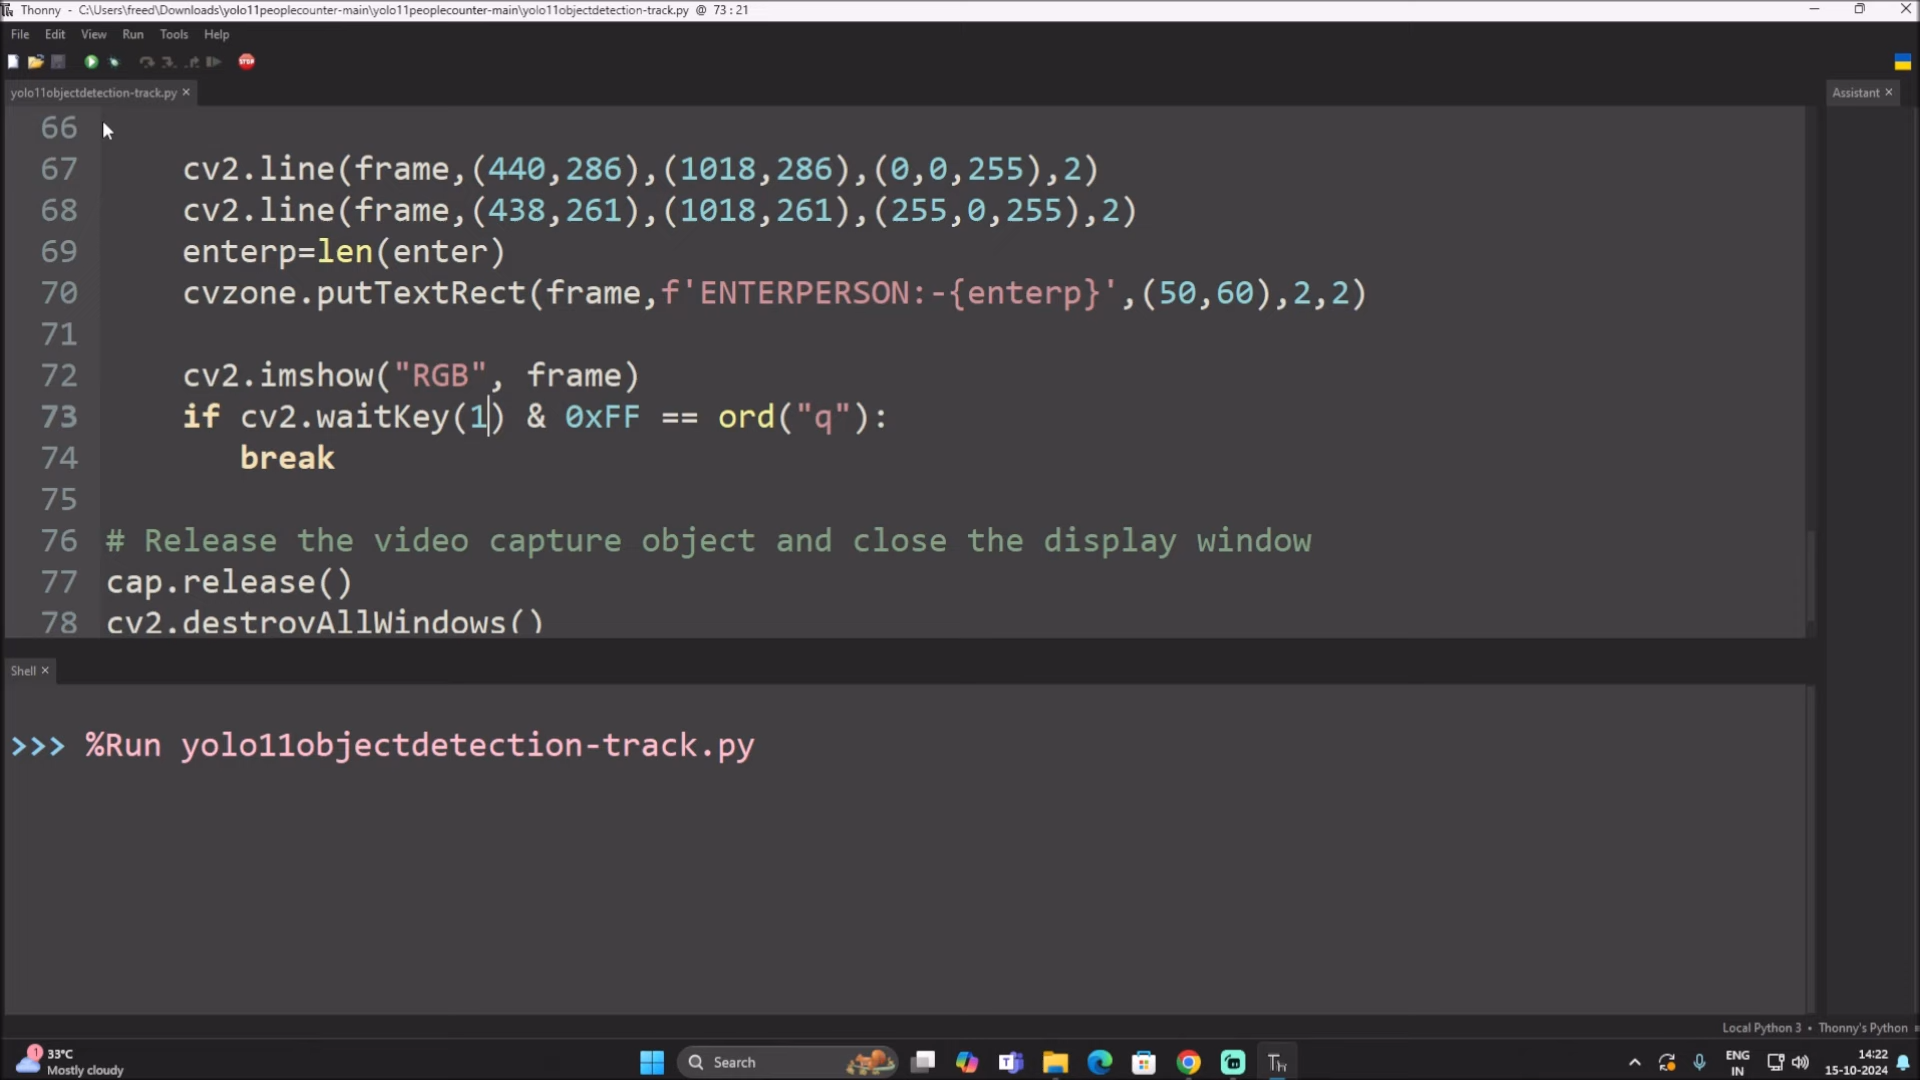 Thonny - C:\Users\freed\Downloads\yolo11peoplecounter-main\yolo11peoplecounter-main\yolo11objectdetection-track.py @ 73:21
File Edit View Run Tools Help
STOP
yolo11objectdetection-track.py ×
Assistant ×
66
67 cv2.line(frame,(440,286),(1018,286),(0,0,255),2)
68 cv2.line(frame,(438,261),(1018,261),(255,0,255),2)
69 enterp=len(enter)
70 cvzone.putTextRect(frame,f'ENTERPERSON:-{enterp}',(50,60),2,2)
71
72 cv2.imshow("RGB", frame)
73 if cv2.waitKey(1) & 0xFF == ord("q"):
74 break
75
76 # Release the video capture object and close the display window
77 cap.release()
78 cv2.destroyAllWindows()
Shell ×
>>> %Run yolo11objectdetection-track.py
Local Python 3 • Thonny's Python
1
33°C
Mostly cloudy
Search
Th
ENG
IN
14:22
15-10-2024